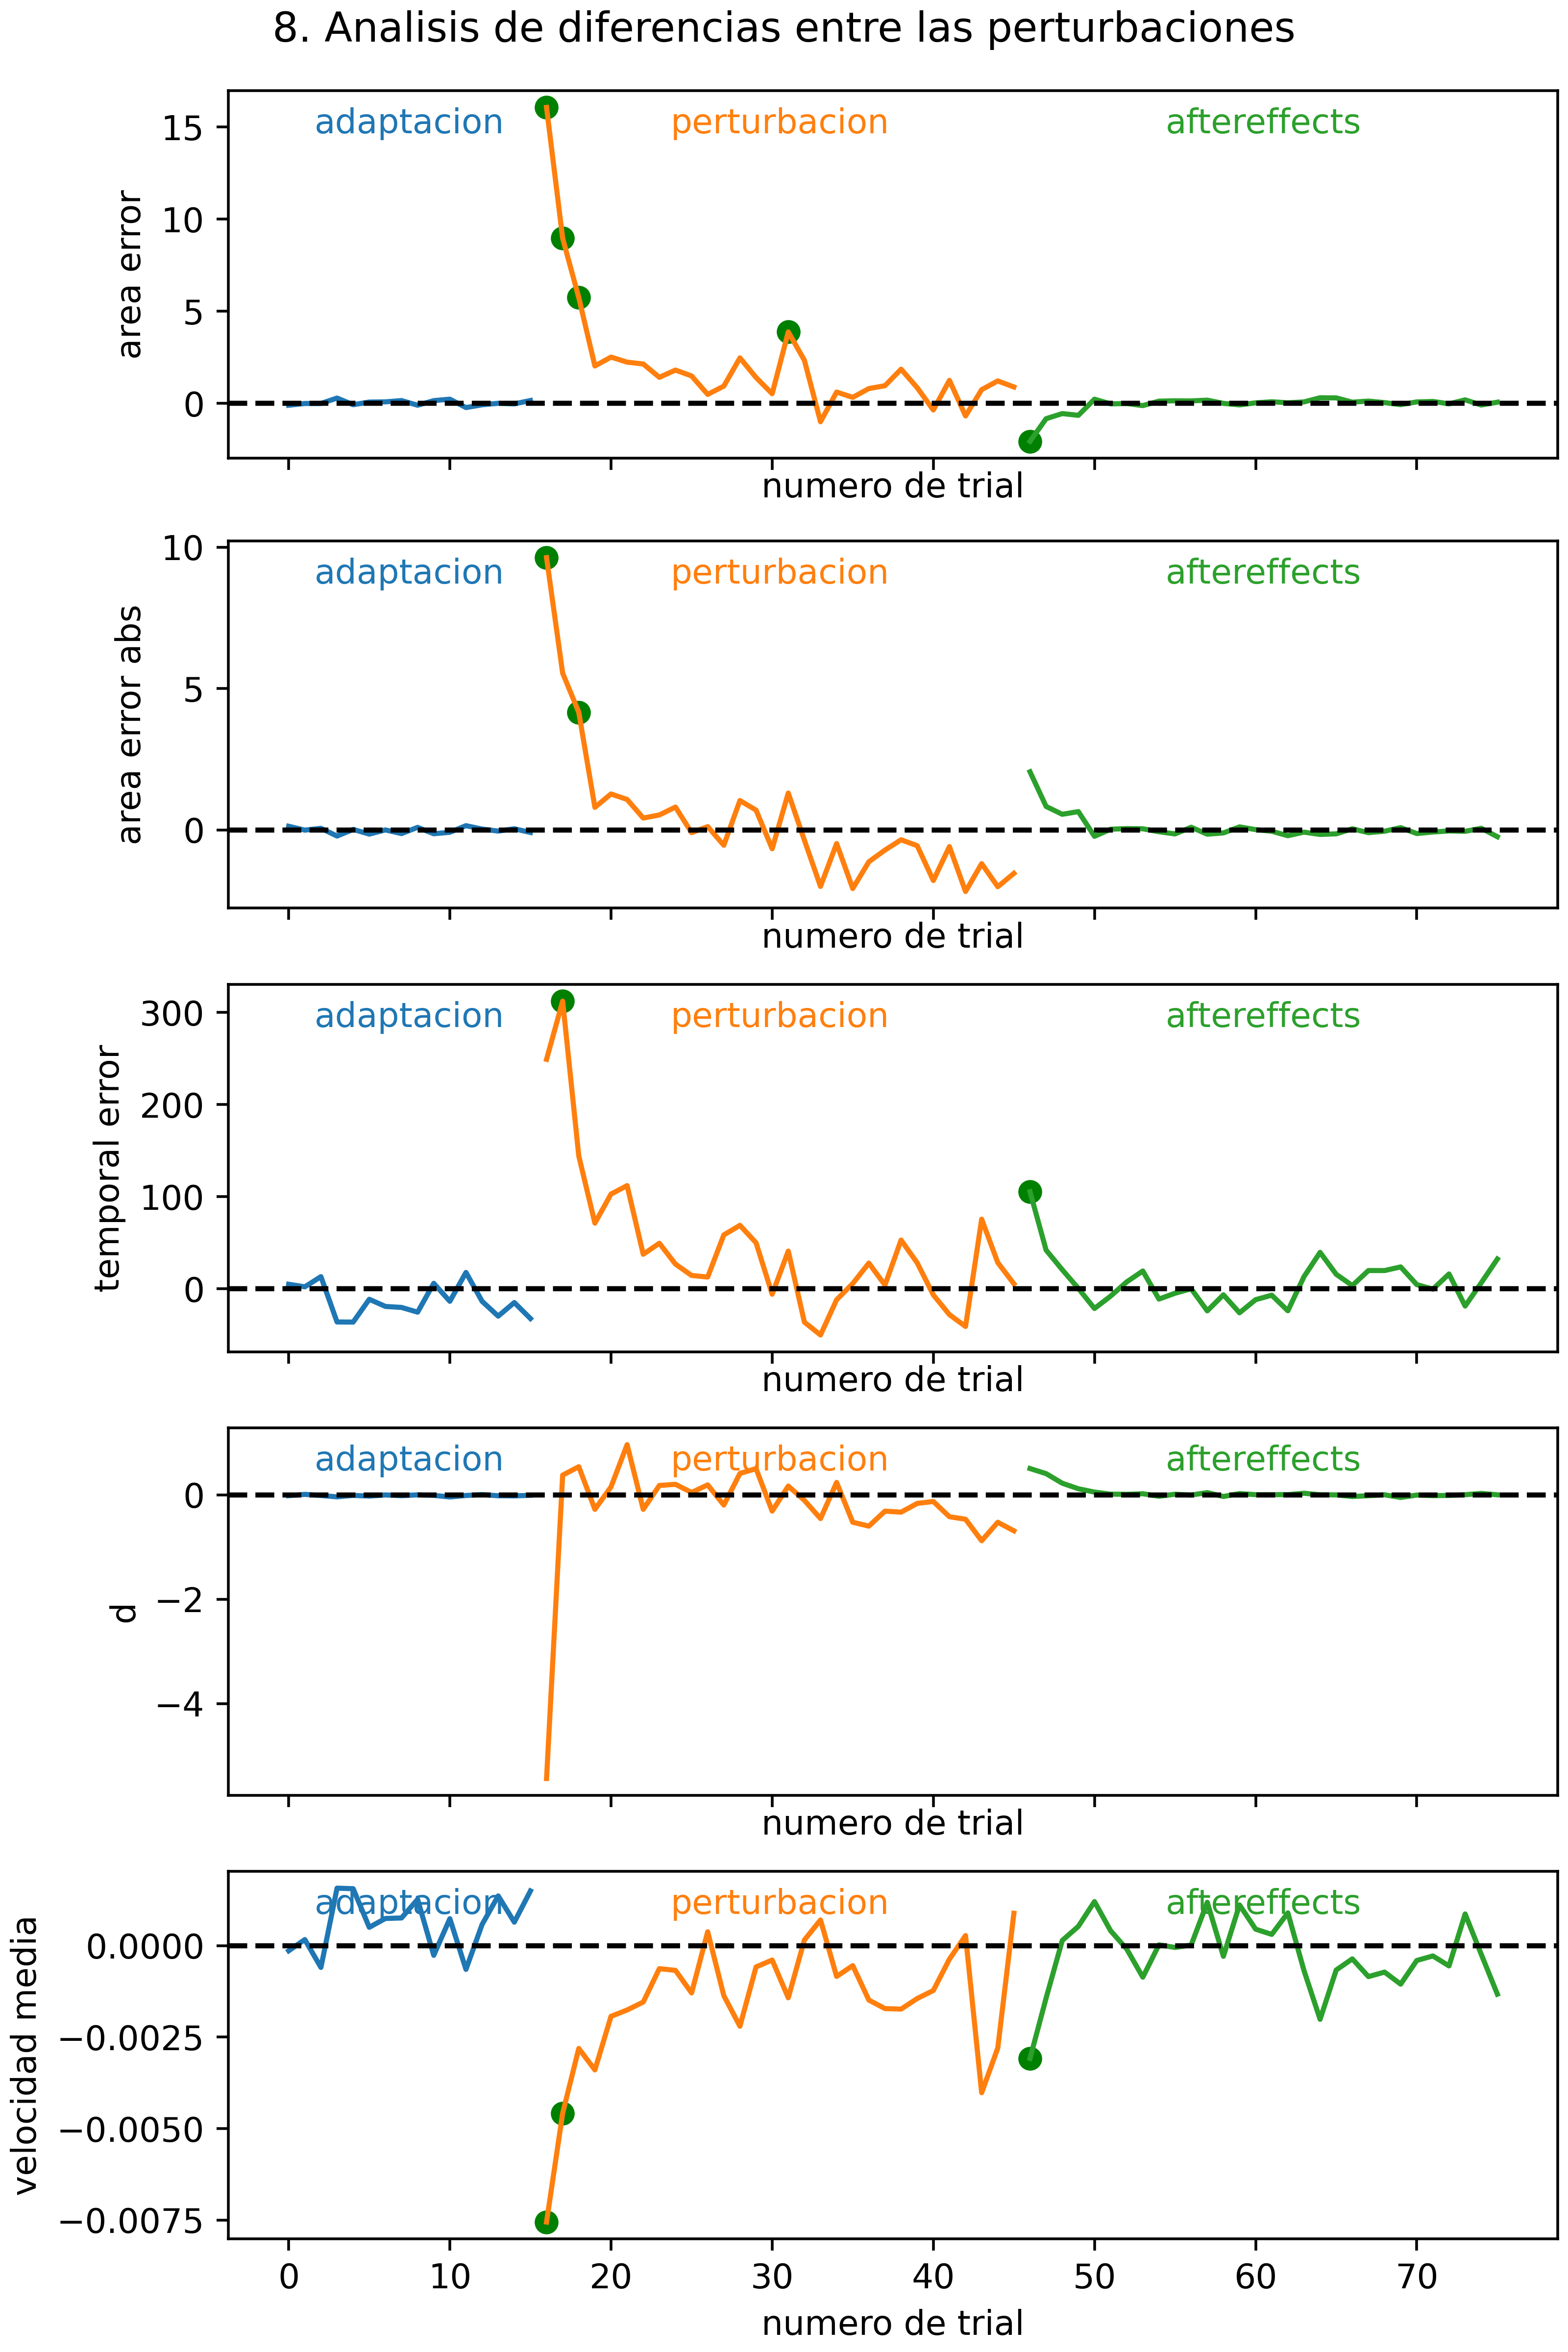 8. Analisis de diferencias entre las perturbaciones
adaptacion
perturbacion
aftereffects
area error
15
10
5
0
numero de trial
adaptacion
perturbacion
aftereffects
area error abs
10
5
0
numero de trial
adaptacion
perturbacion
aftereffects
temporal error
300
200
100
0
numero de trial
adaptacion
perturbacion
aftereffects
d
0
−2
−4
numero de trial
adaptacion
perturbacion
aftereffects
velocidad media
0.0000
−0.0025
−0.0050
−0.0075
0 10 20 30 40 50 60 70
numero de trial